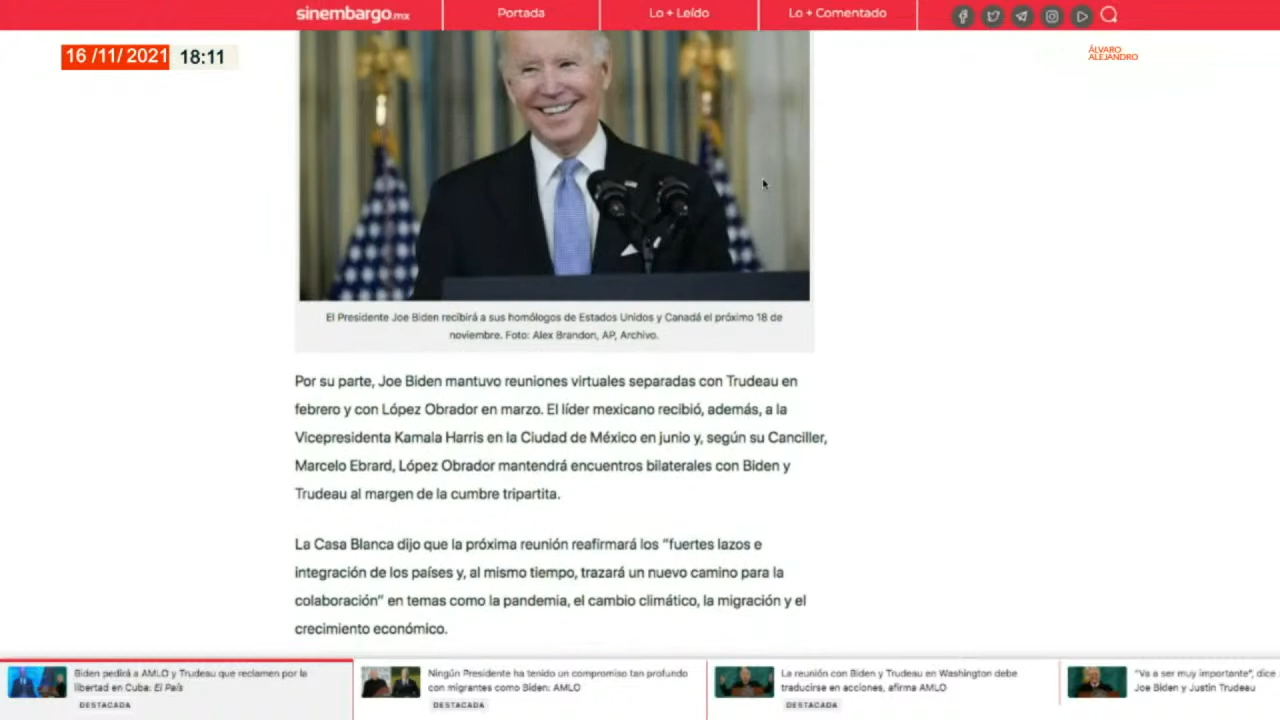 sinembargo.mx
Portada
Lo + Leído
Lo + Comentado
16 /11/ 2021 18:11
ÁLVARO
ALEJANDRO
El Presidente Joe Biden recibirá a sus homólogos de Estados Unidos y Canadá el próximo 18 de
noviembre. Foto: Alex Brandon, AP, Archivo.
Por su parte, Joe Biden mantuvo reuniones virtuales separadas con Trudeau en
febrero y con López Obrador en marzo. El líder mexicano recibió, además, a la
Vicepresidenta Kamala Harris en la Ciudad de México en junio y, según su Canciller,
Marcelo Ebrard, López Obrador mantendrá encuentros bilaterales con Biden y
Trudeau al margen de la cumbre tripartita.
La Casa Blanca dijo que la próxima reunión reafirmará los “fuertes lazos e
integración de los países y, al mismo tiempo, trazará un nuevo camino para la
colaboración” en temas como la pandemia, el cambio climático, la migración y el
crecimiento económico.
Biden pedirá a AMLO y Trudeau que reclamen por la
libertad en Cuba: El País
DESTACADA
Ningún Presidente ha tenido un compromiso tan profundo
con migrantes como Biden: AMLO
DESTACADA
La reunión con Biden y Trudeau en Washington debe
traducirse en acciones, afirma AMLO
DESTACADA
“Va a ser muy importante”, dice
Joe Biden y Justin Trudeau